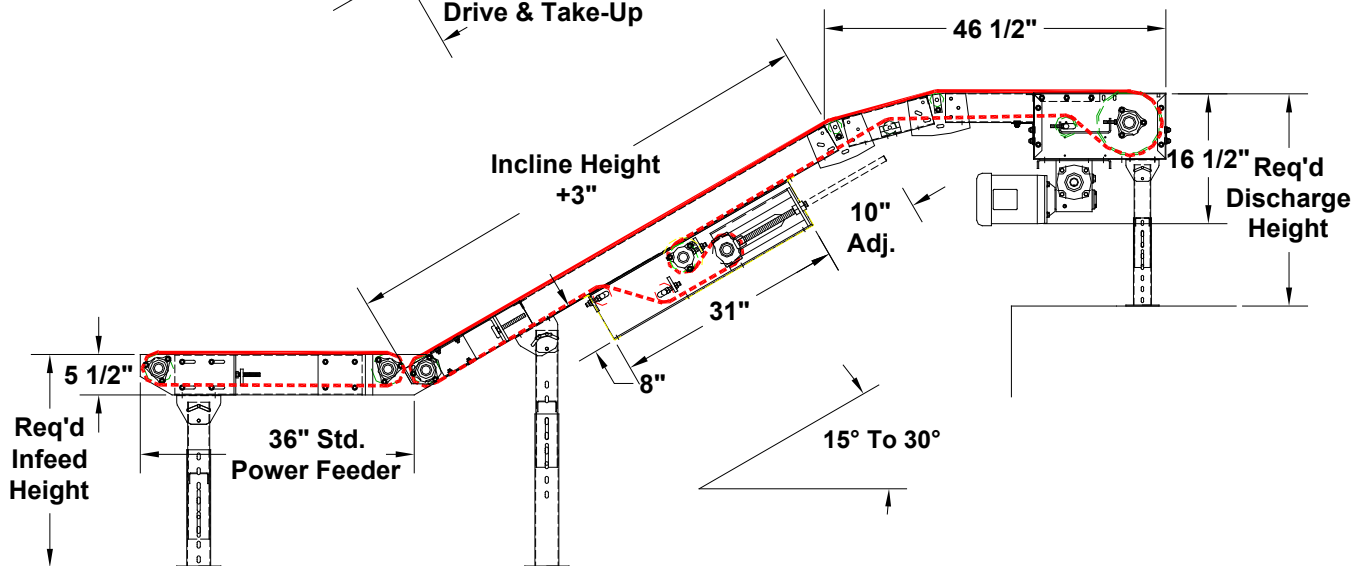 Drive & Take-Up
46 1/2"
Incline Height
+3"
16 1/2"
Req'd
Discharge
Height
10"
Adj.
31"
8"
5 1/2"
Req'd
Infeed
Height
36" Std.
Power Feeder
15° To 30°